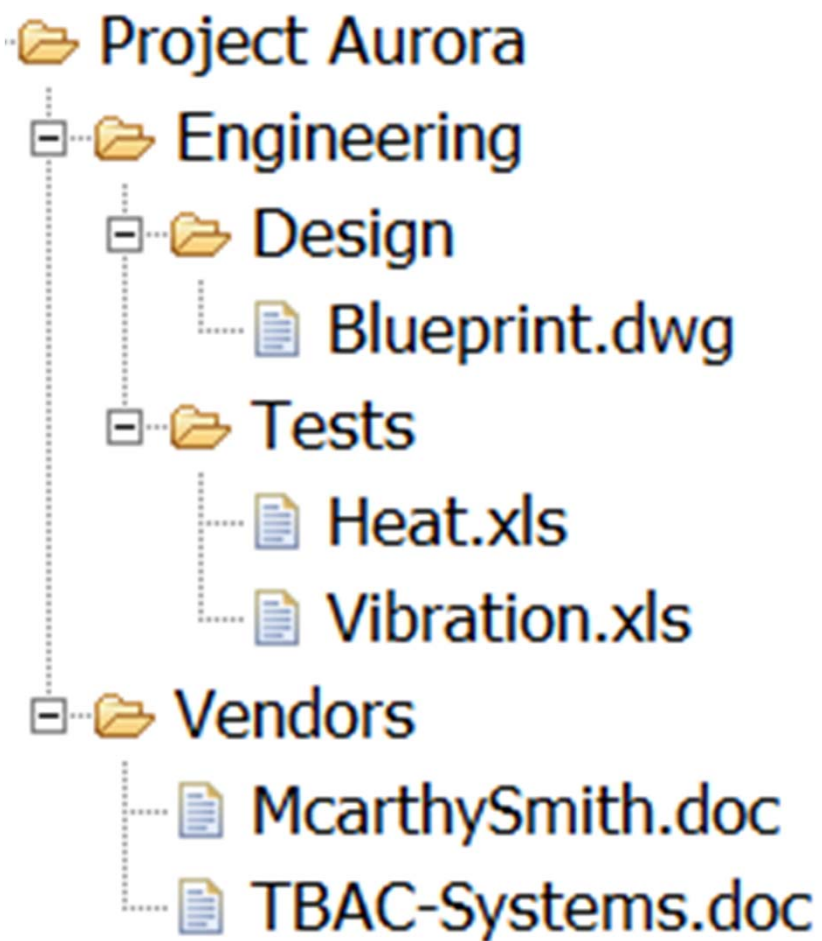 Project Aurora
Engineering
Design
Blueprint.dwg
Tests
Heat.xls
Vibration.xls
Vendors
McarthySmith.doc
TBAC-Systems.doc